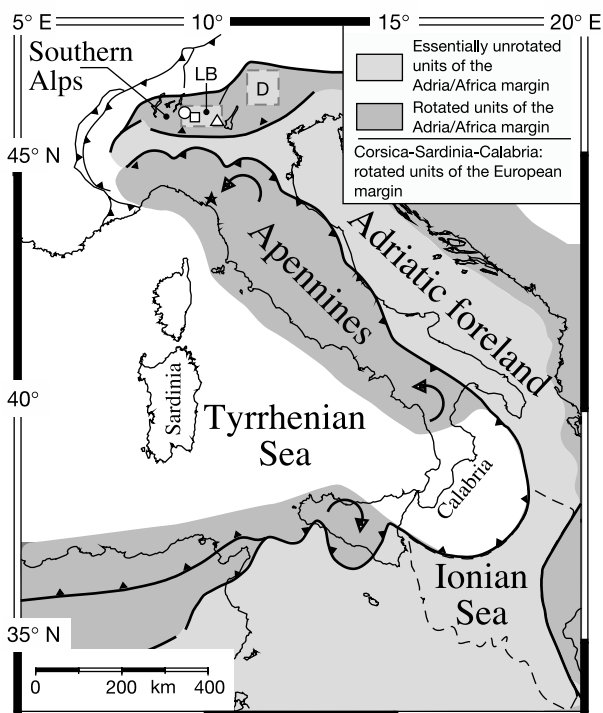 5° E
10°
15°
20° E
Southern
Alps
LB
D
Essentially unrotated
units of the
Adria/Africa margin
Rotated units of the
Adria/Africa margin
Corsica-Sardinia-Calabria:
rotated units of the European
margin
45° N
Apennines
Adriatic foreland
40°
Sardinia
Tyrrhenian
Sea
Calabria
Ionian
Sea
35° N
0 200 km 400